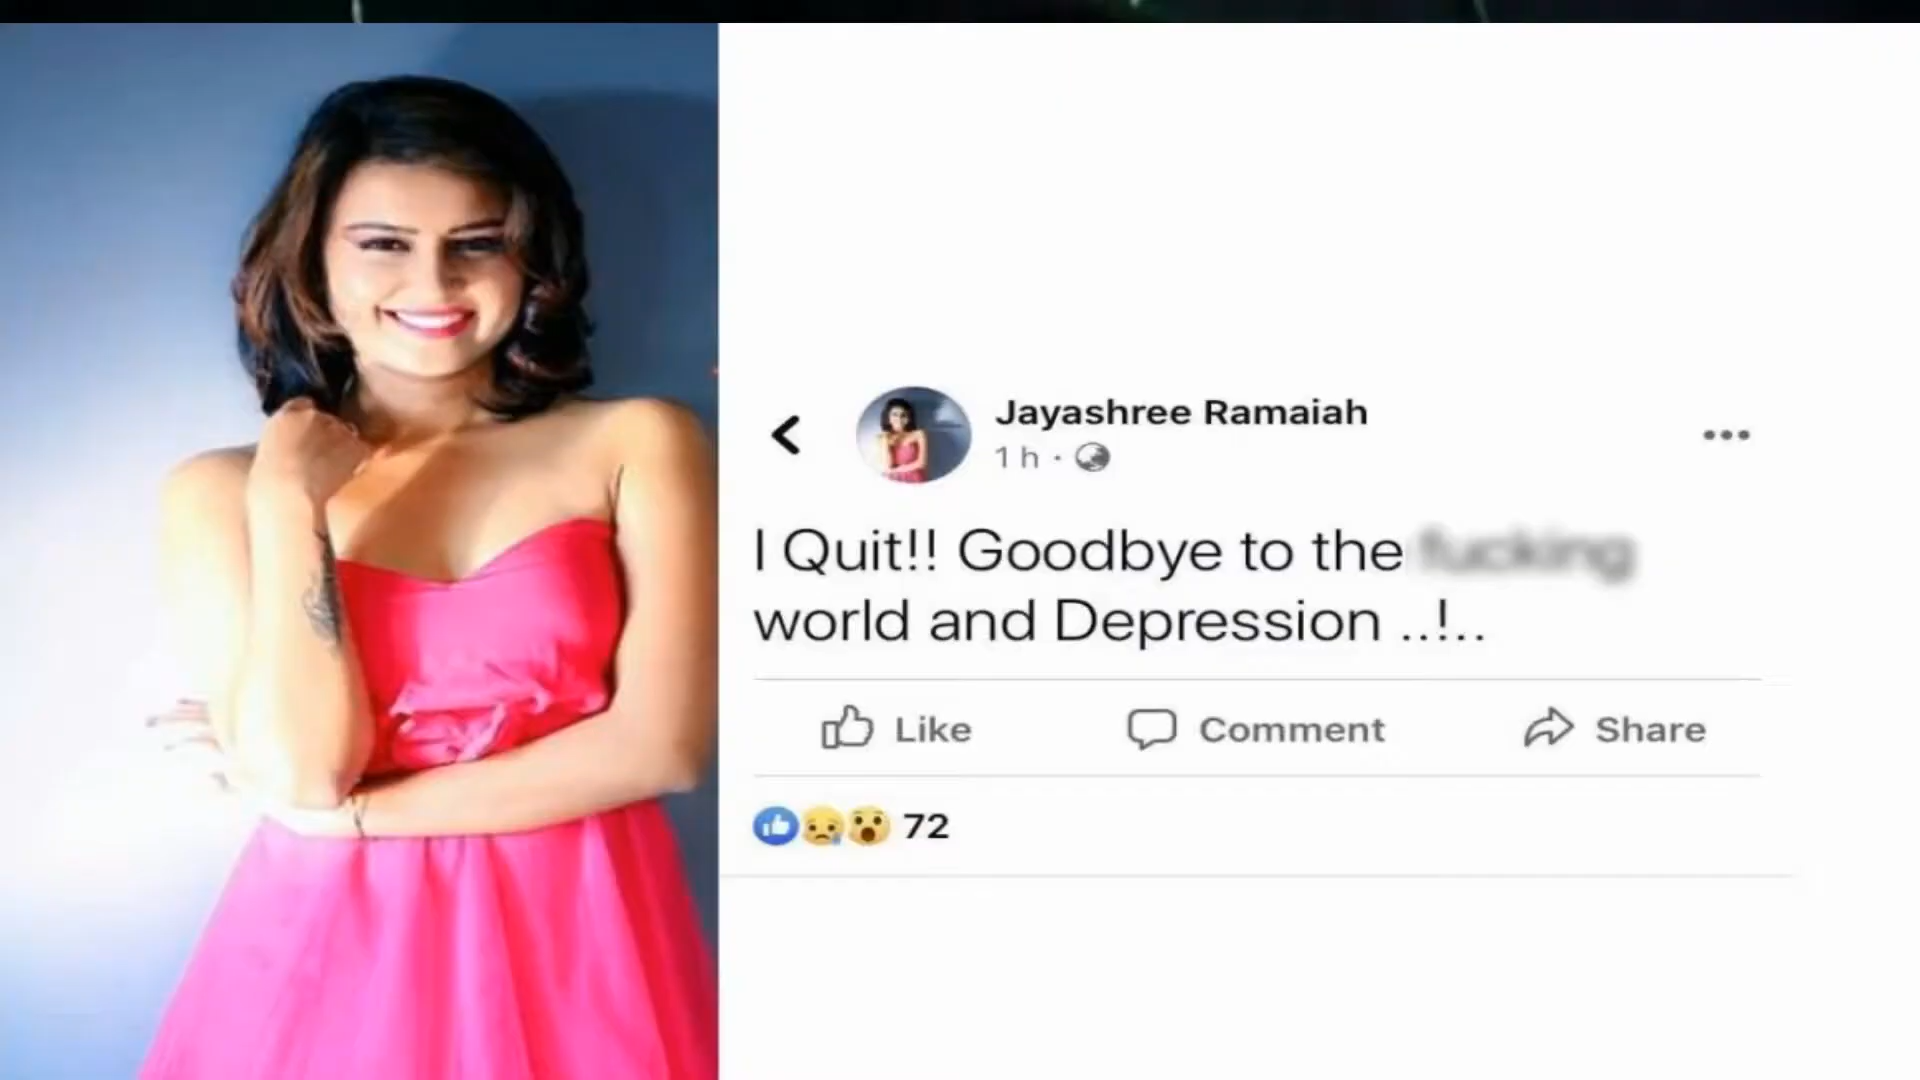 Jayashree Ramaiah
1 h ·
I Quit!! Goodbye to the
world and Depression ..!..
Like
Comment
Share
72